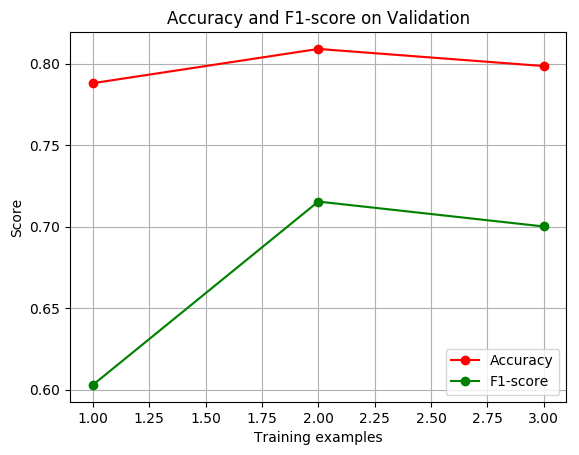 Accuracy and F1-score on Validation
0.80
0.75
0.70
0.65
0.60
Score
1.00 1.25 1.50 1.75 2.00 2.25 2.50 2.75 3.00
Training examples
Accuracy
F1-score